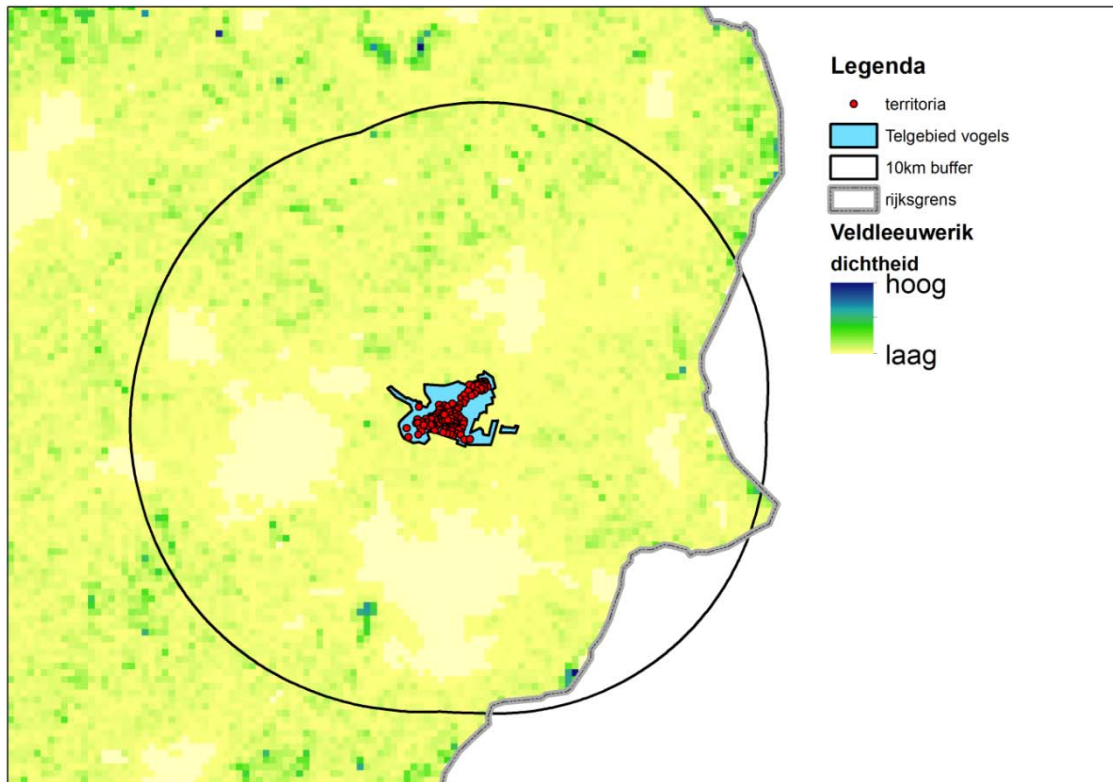 Legenda
territoria
Telgebied vogels
10km buffer
rijksgrens
Veldleeuwerik
dichtheid
hoog
laag